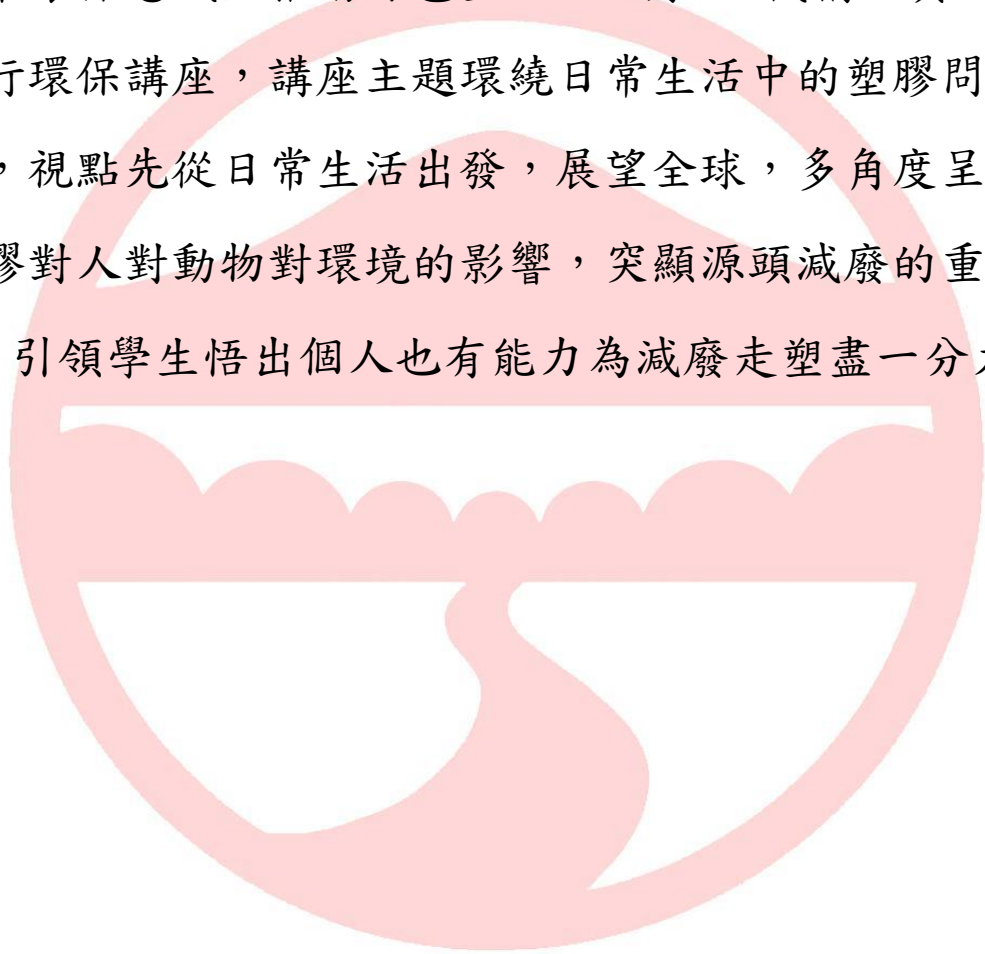 行環保講座，講座主題環繞日常生活中的塑膠問
，視點先從日常生活出發，展望全球，多角度呈
膠對人對動物對環境的影響，突顯源頭減廢的重
引領學生悟出個人也有能力為減廢走塑盡一分